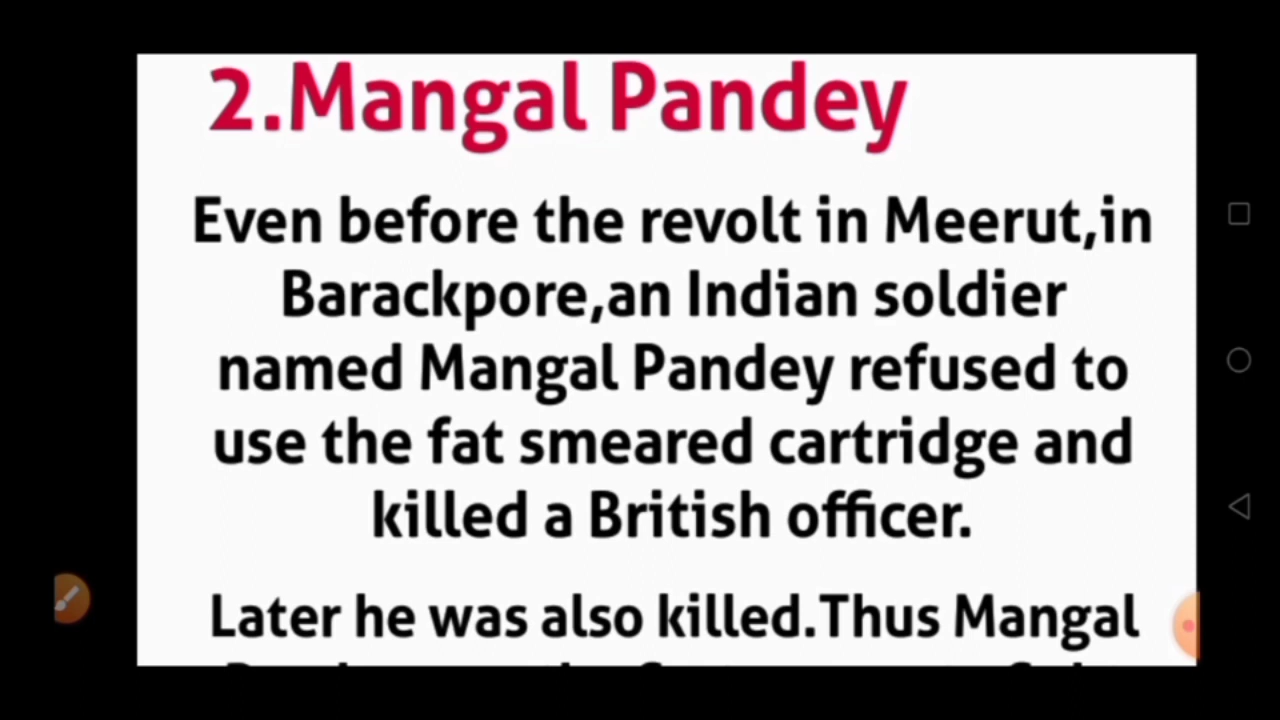 2.Mangal Pandey
Even before the revolt in Meerut,in
Barackpore,an Indian soldier
named Mangal Pandey refused to
use the fat smeared cartridge and
killed a British officer.
Later he was also killed.Thus Mangal